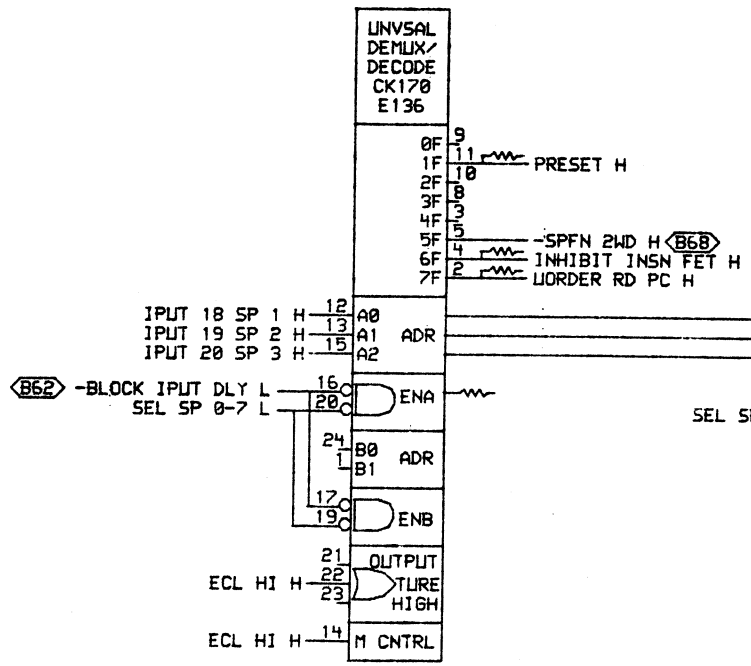 UNVSAL
DEMUX/
DECODE
CK170
E136
0F 9
1F 11 PRESET H
2F 10
3F 8
4F 3
5F 5 -SPFN 2WD H B68
6F 4 INHIBIT INSN FET H
7F 2 UORDER RD PC H
IPUT 18 SP 1 H 12 A0
IPUT 19 SP 2 H 13 A1 ADR
IPUT 20 SP 3 H 15 A2
B62 -BLOCK IPUT DLY L 16 ENA
SEL SP 0-7 L 20
SEL S
24 B0
1 B1 ADR
17
19 ENB
21 OUTPUT
ECL HI H 22 TURE
23 HIGH
ECL HI H 14 M CNTRL